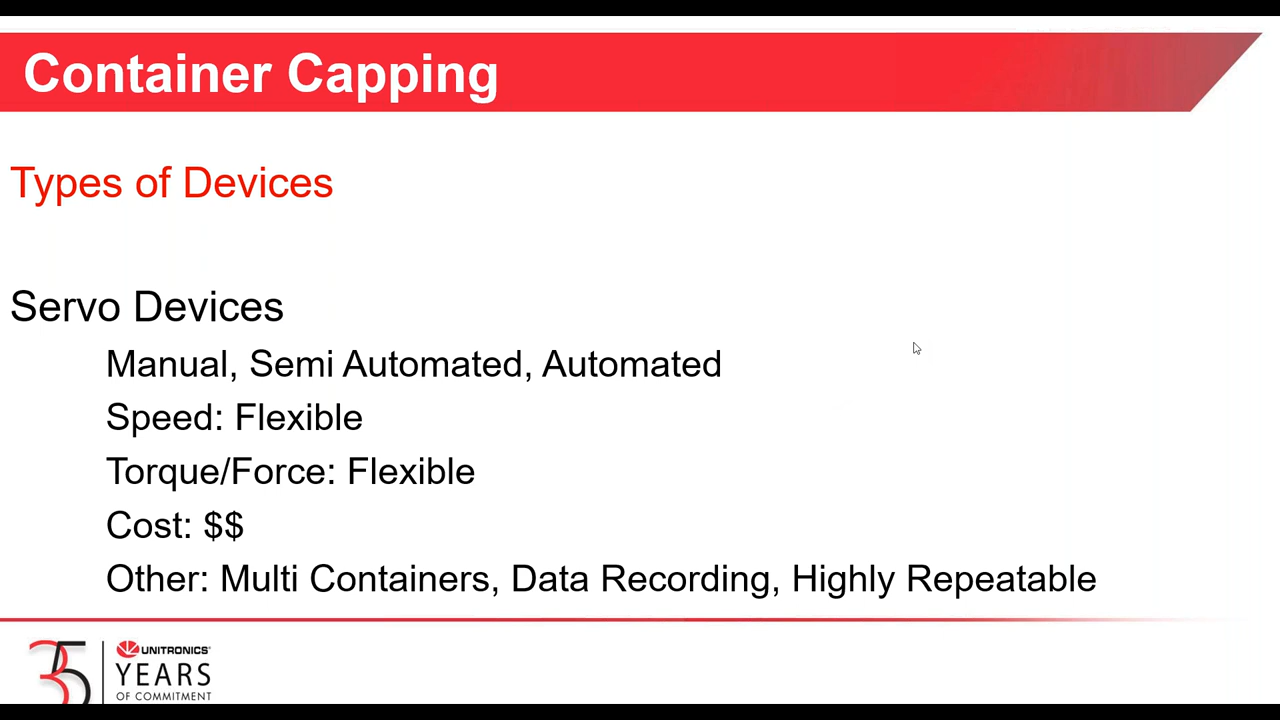 Container Capping
Types of Devices
Servo Devices
Manual, Semi Automated, Automated
Speed: Flexible
Torque/Force: Flexible
Cost: $$
Other: Multi Containers, Data Recording, Highly Repeatable
35
UNITRONICS®
YEARS
OF COMMITMENT